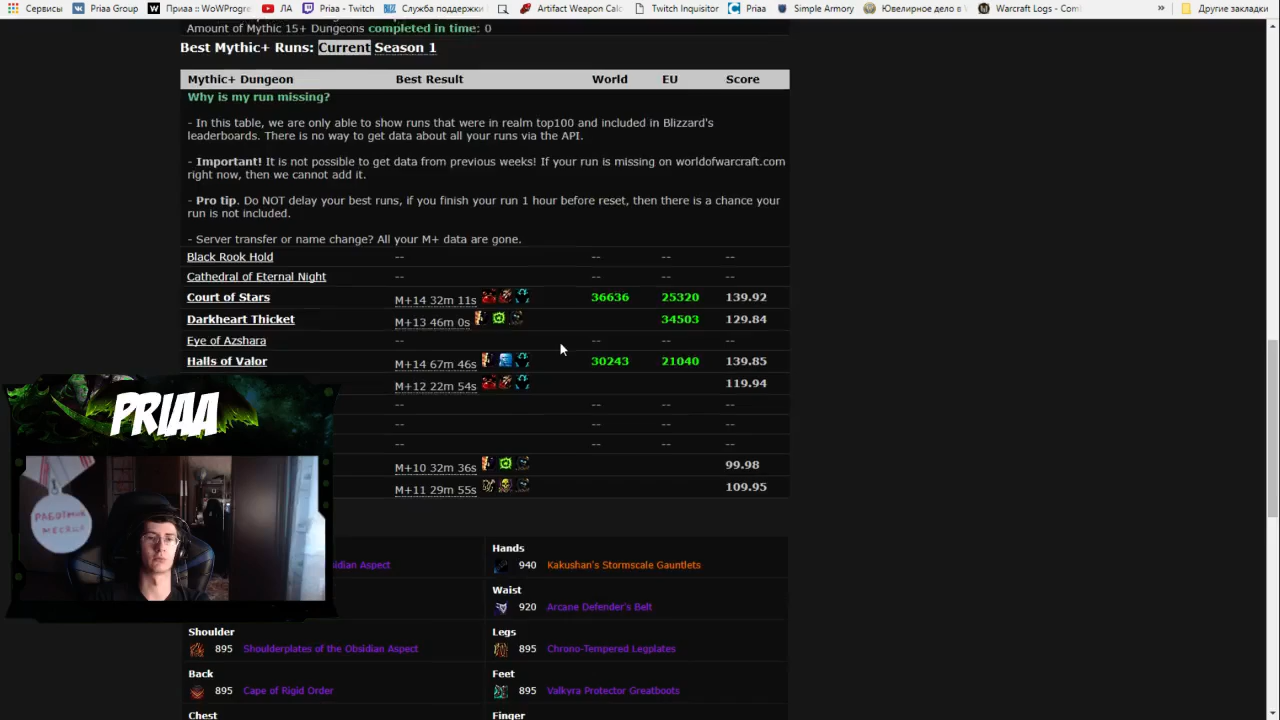 Сервисы Priaa Group Приаа :: WoWProgre Priaa - Twitch ЛА Служба поддержки Artifact Weapon Calc Twitch Inquisitor Priaa Simple Armory Ювелирное дело в Warcraft Logs - Com » Другие закладки
Amount of Mythic 15+ Dungeons completed in time: 0
Best Mythic+ Runs: Current Season 1
Mythic+ Dungeon Best Result World EU Score
Why is my run missing?
- In this table, we are only able to show runs that were in realm top100 and included in Blizzard's
leaderboards. There is no way to get data about all your runs via the API.
- Important! It is not possible to get data from previous weeks! If your run is missing on worldofwarcraft.com
right now, then we cannot add it.
- Pro tip. Do NOT delay your best runs, if you finish your run 1 hour before reset, then there is a chance your
run is not included.
- Server transfer or name change? All your M+ data are gone.
Black Rook Hold -- -- -- --
Cathedral of Eternal Night -- -- -- --
Court of Stars M+14 32m 11s 36636 25320 139.92
Darkheart Thicket M+13 46m 0s 34503 129.84
Eye of Azshara -- -- -- --
Halls of Valor M+14 67m 46s 30243 21040 139.85
M+12 22m 54s 119.94
-- -- -- --
-- -- -- --
-- -- -- --
M+10 32m 36s 99.98
M+11 29m 55s 109.95
PRIAA
РАБОТНИК
МЕСЯЦА
sidian Aspect
Hands
940 Kakushan's Stormscale Gauntlets
Waist
920 Arcane Defender's Belt
Shoulder
895 Shoulderplates of the Obsidian Aspect
Legs
895 Chrono-Tempered Legplates
Back
895 Cape of Rigid Order
Feet
895 Valkyra Protector Greatboots
Chest
Finger